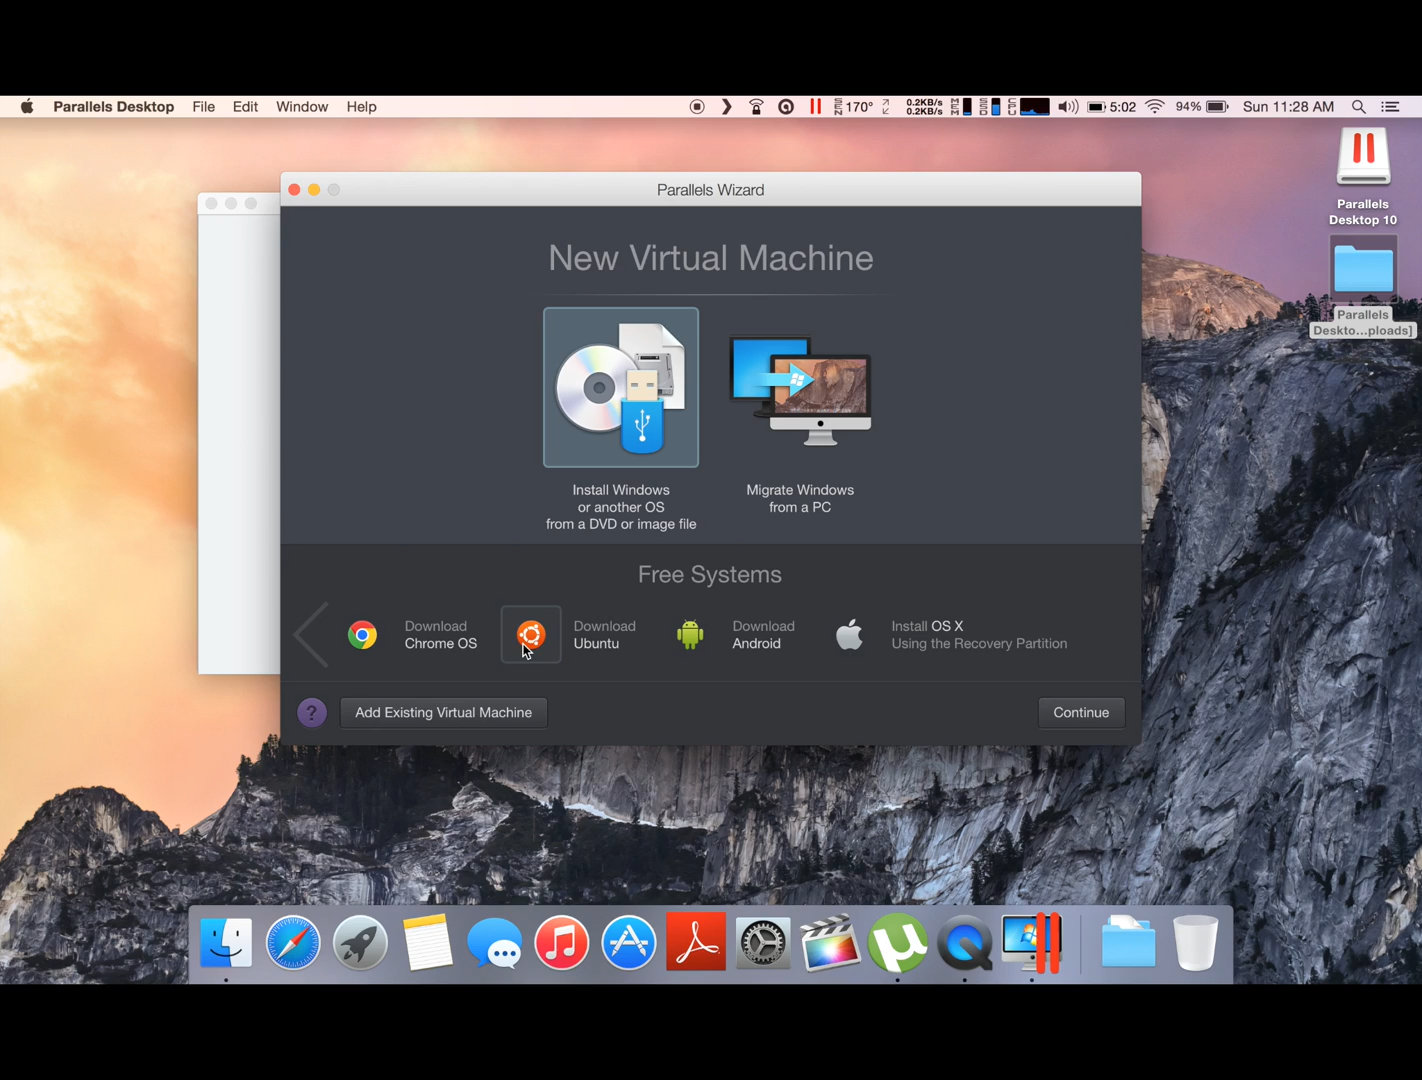 Parallels Desktop File Edit Window Help 170° 0.2KB/s 0.2KB/s 5:02 94% Sun 11:28 AM
Parallels
Desktop 10
Parallels
Deskto...ploads]
Parallels Wizard
New Virtual Machine
Install Windows
or another OS
from a DVD or image file
Migrate Windows
from a PC
Free Systems
Download
Chrome OS
Download
Ubuntu
Download
Android
Install OS X
Using the Recovery Partition
?
Add Existing Virtual Machine
Continue